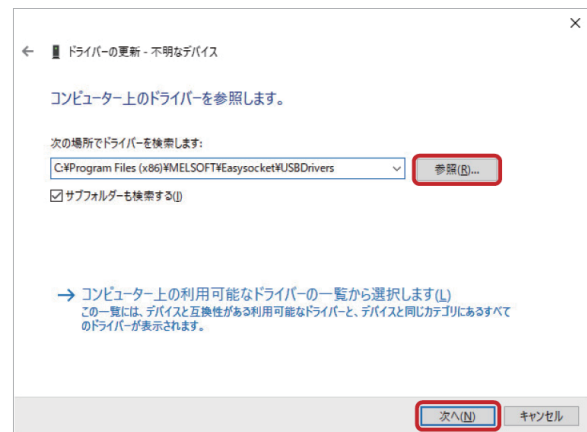 ドライバーの更新 - 不明なデバイス
コンピューター上のドライバーを参照します。
次の場所でドライバーを検索します:
C:¥Program Files (x86)¥MELSOFT¥Easysocket¥USBDrivers
参照(R)...
サブフォルダーも検索する(I)
→ コンピューター上の利用可能なドライバーの一覧から選択します(L)
この一覧には、デバイスと互換性がある利用可能なドライバーと、デバイスと同じカテゴリにあるすべて
のドライバーが表示されます。
次へ(N)
キャンセル